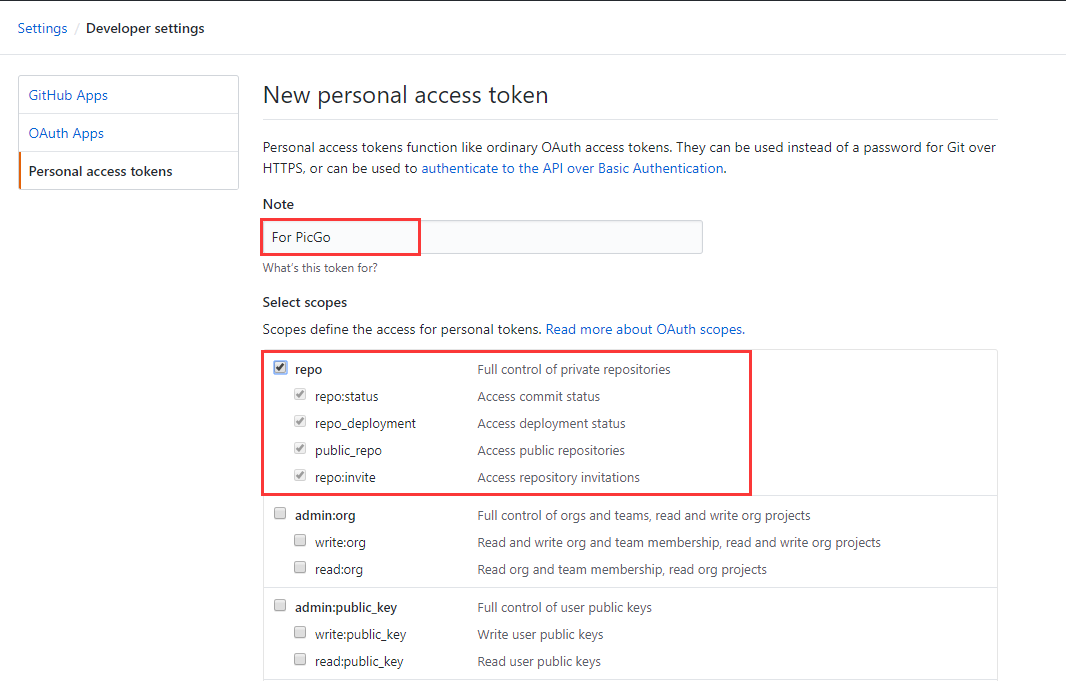 Settings / Developer settings
GitHub Apps
OAuth Apps
Personal access tokens
New personal access token
Personal access tokens function like ordinary OAuth access tokens. They can be used instead of a password for Git over
HTTPS, or can be used to authenticate to the API over Basic Authentication.
Note
For PicGo
What's this token for?
Select scopes
Scopes define the access for personal tokens. Read more about OAuth scopes.
repo Full control of private repositories
repo:status Access commit status
repo_deployment Access deployment status
public_repo Access public repositories
repo:invite Access repository invitations
admin:org Full control of orgs and teams, read and write org projects
write:org Read and write org and team membership, read and write org projects
read:org Read org and team membership, read org projects
admin:public_key Full control of user public keys
write:public_key Write user public keys
read:public_key Read user public keys